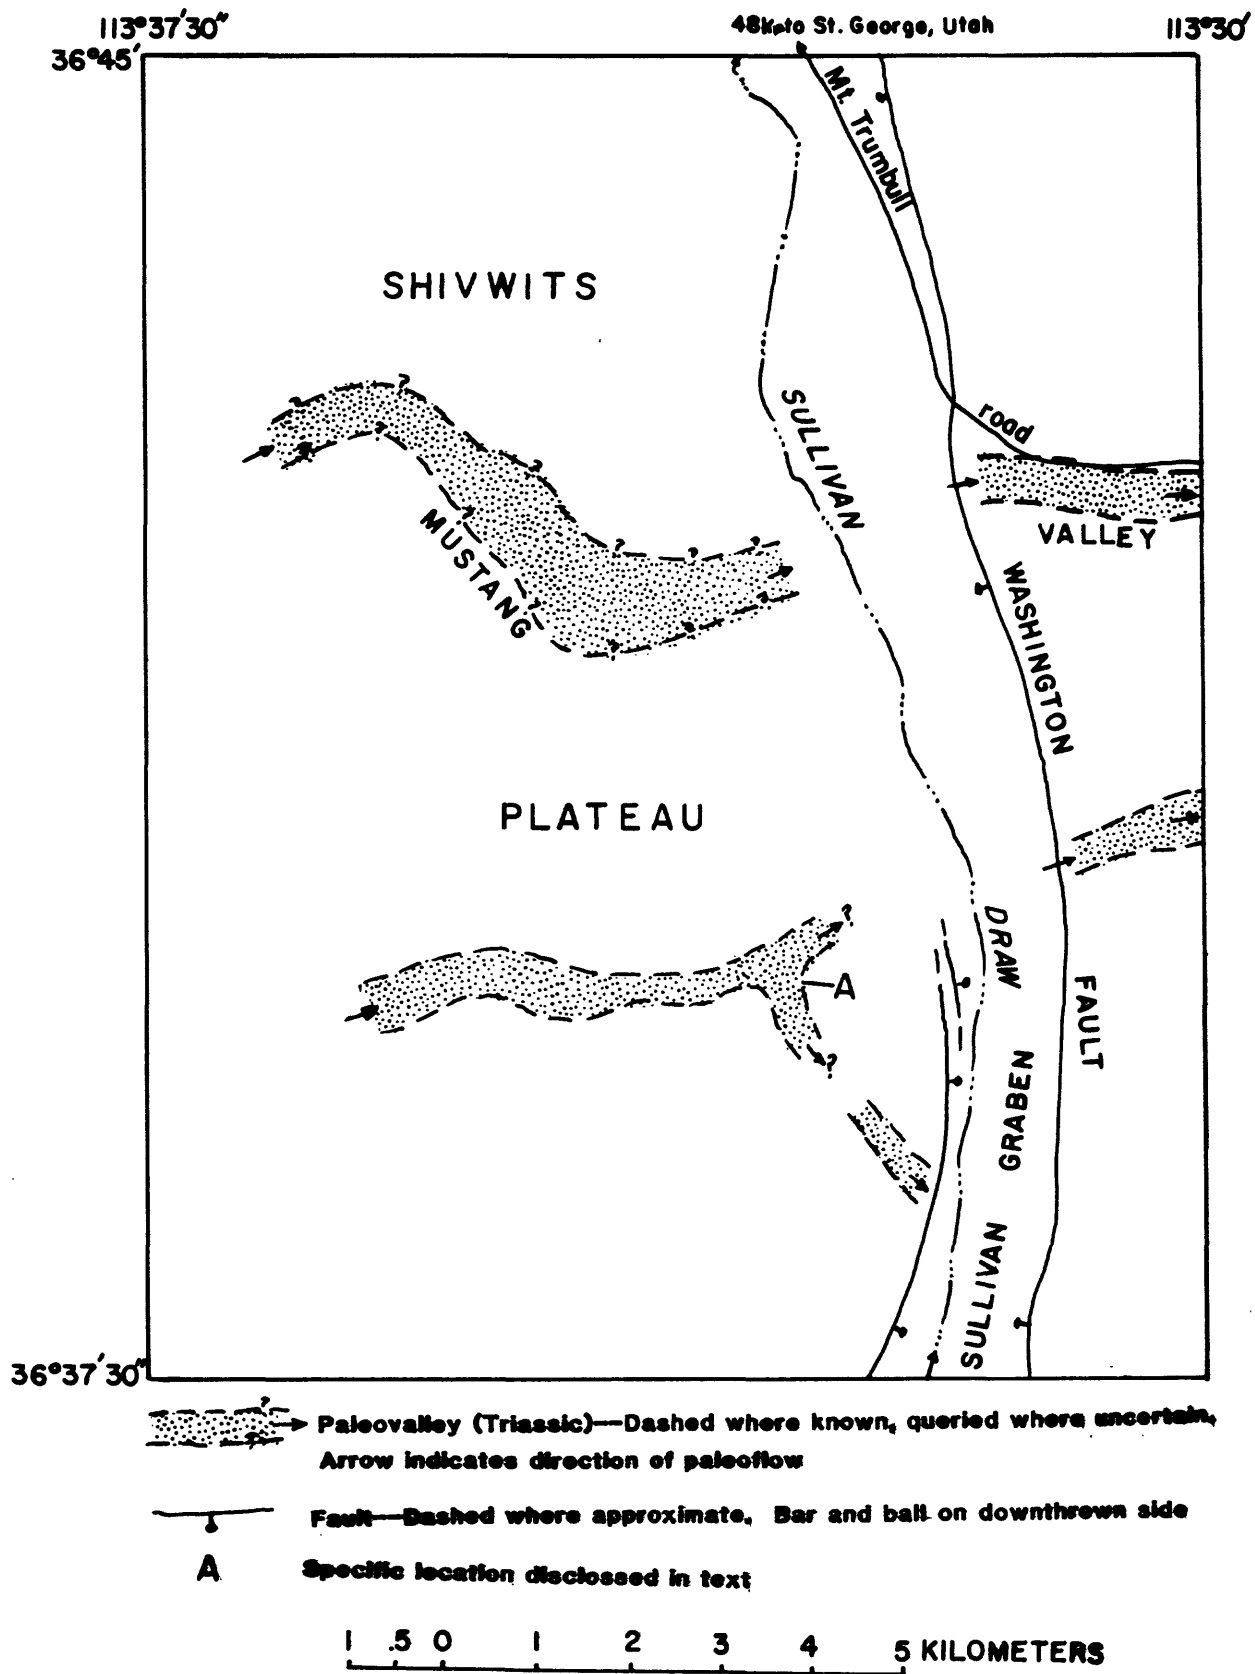 113°37'30"
48Km to St. George, Utah
113°30'
36°45'
Mt. Trumbull
SHIVWITS
SULLIVAN
road
VALLEY
MUSTANG
WASHINGTON
PLATEAU
DRAW
A
FAULT
GRABEN
SULLIVAN
36°37'30"
Paleovalley (Triassic)—Dashed where known, queried where uncertain.
Arrow indicates direction of paleoflow
Fault—Dashed where approximate. Bar and ball on downthrown side
A Specific location disclossed in text
1 .5 0 1 2 3 4 5 KILOMETERS